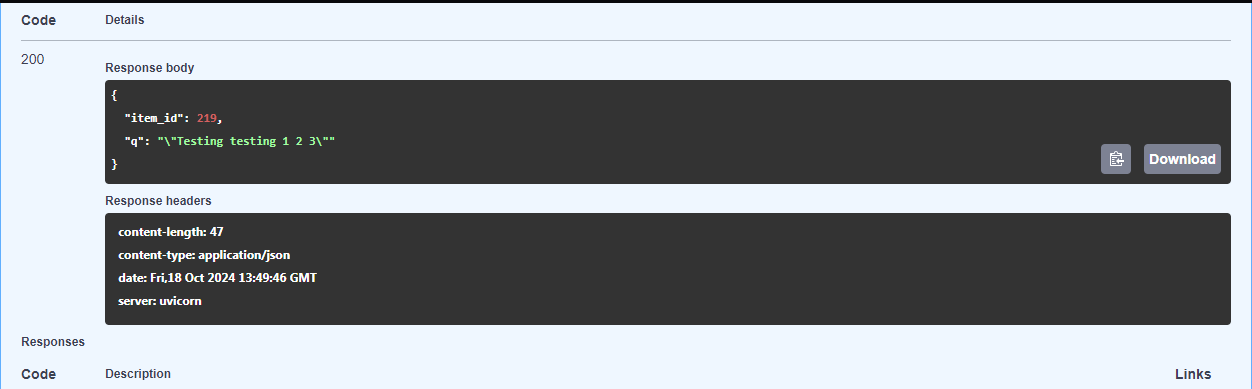 Code Details
200
Response body
{
"item_id": 219,
"q": "\"Testing testing 1 2 3\""
}
Download
Response headers
content-length: 47
content-type: application/json
date: Fri,18 Oct 2024 13:49:46 GMT
server: uvicorn
Responses
Code Description Links